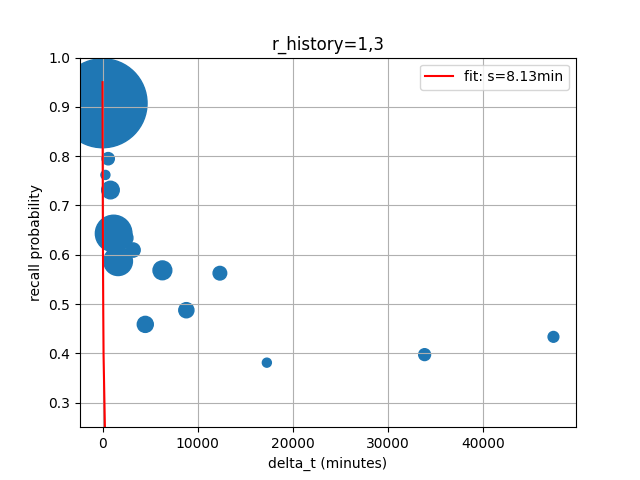 r_history=1,3
fit: s=8.13min
1.0
0.9
0.8
0.7
0.6
0.5
0.4
0.3
recall probability
0 10000 20000 30000 40000
delta_t (minutes)